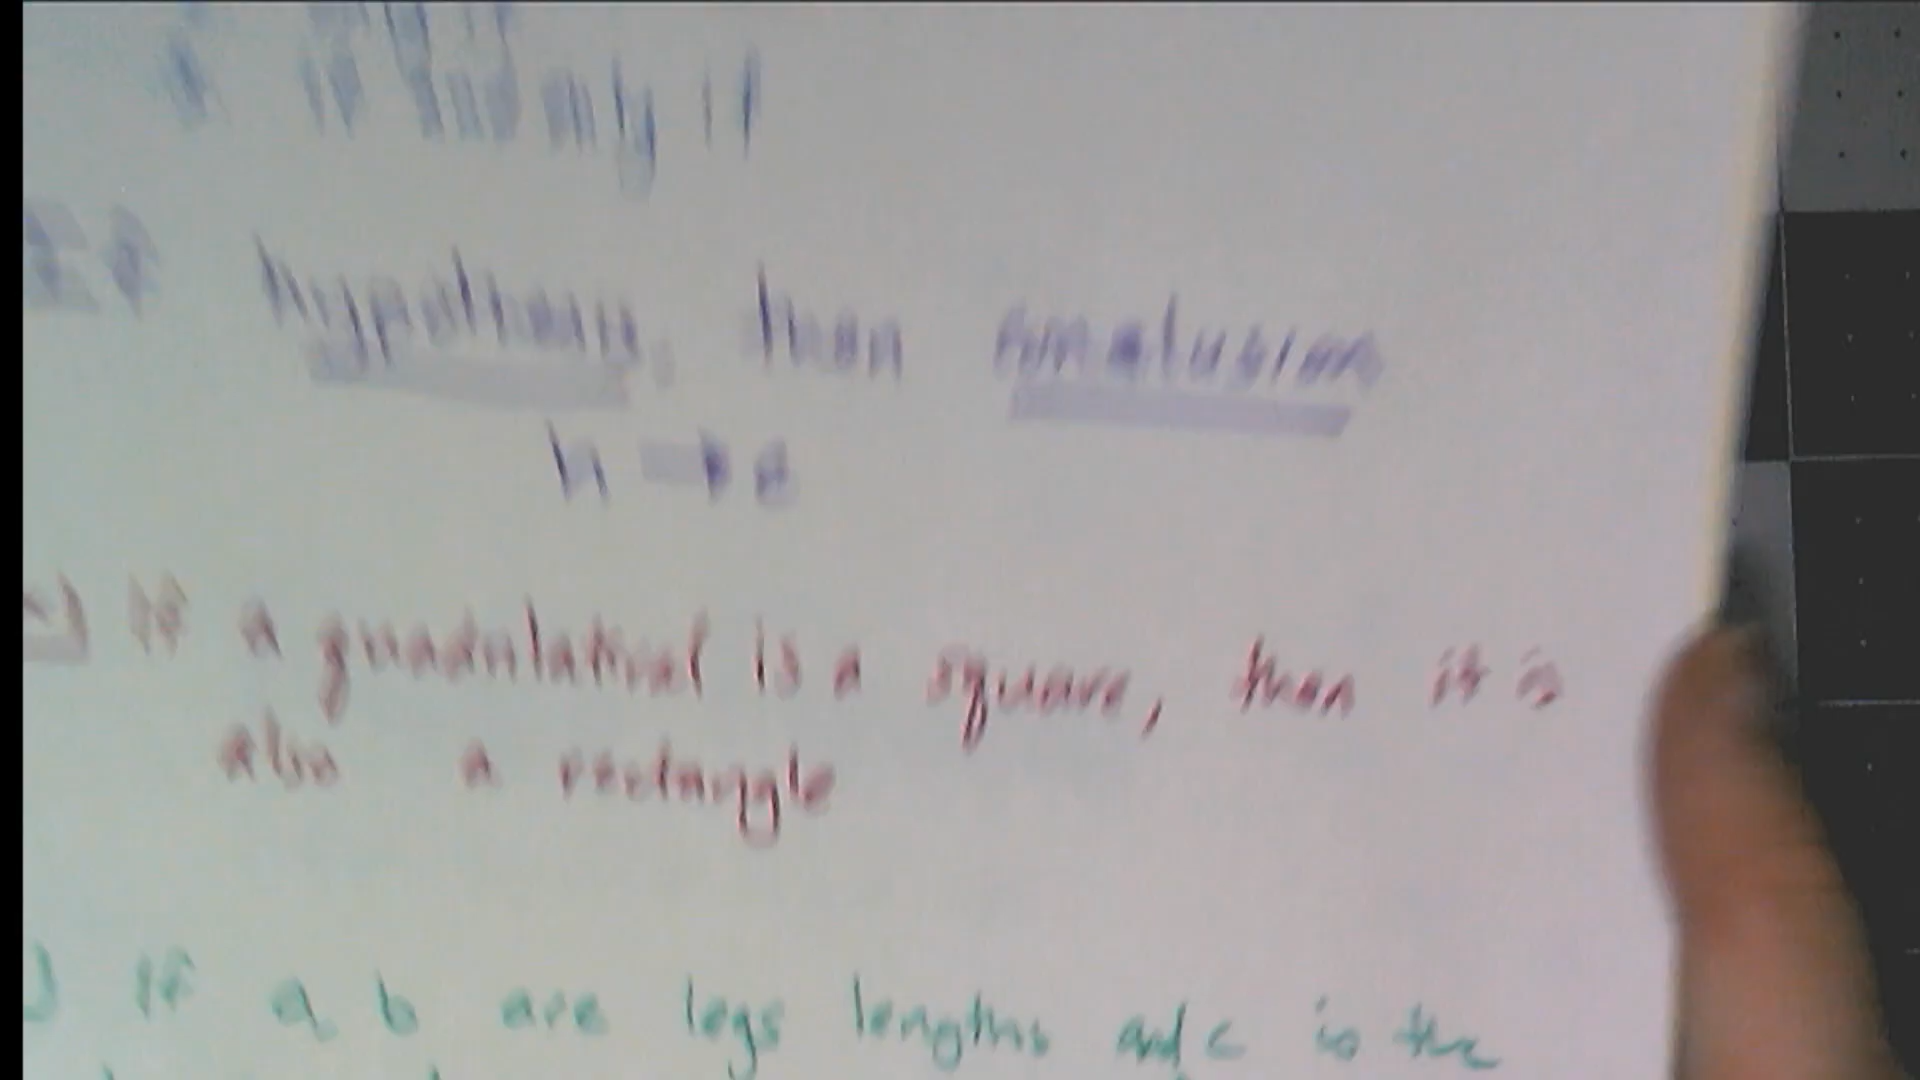 if and only if
If hypothesis, then conclusion
h → c
) If a quadrilateral is a square, then it is
also a rectangle
) If a, b are legs lengths and c is the